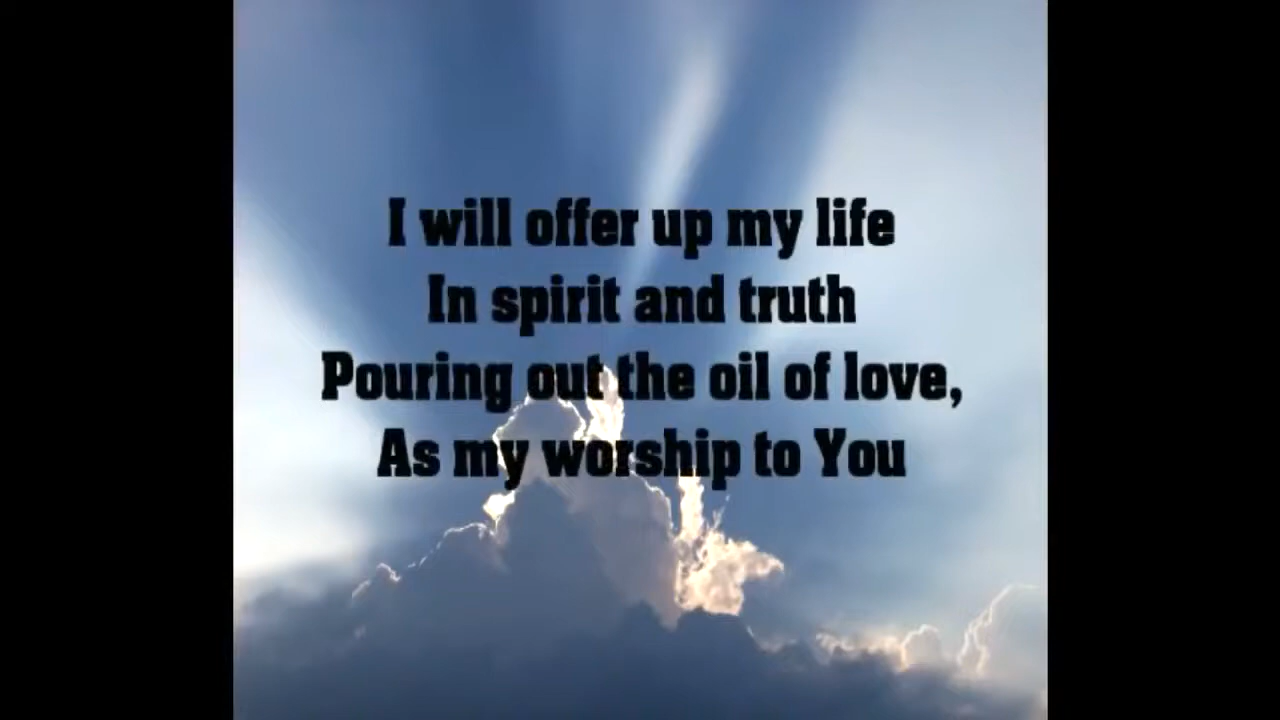 I will offer up my life
In spirit and truth
Pouring out the oil of love,
As my worship to You